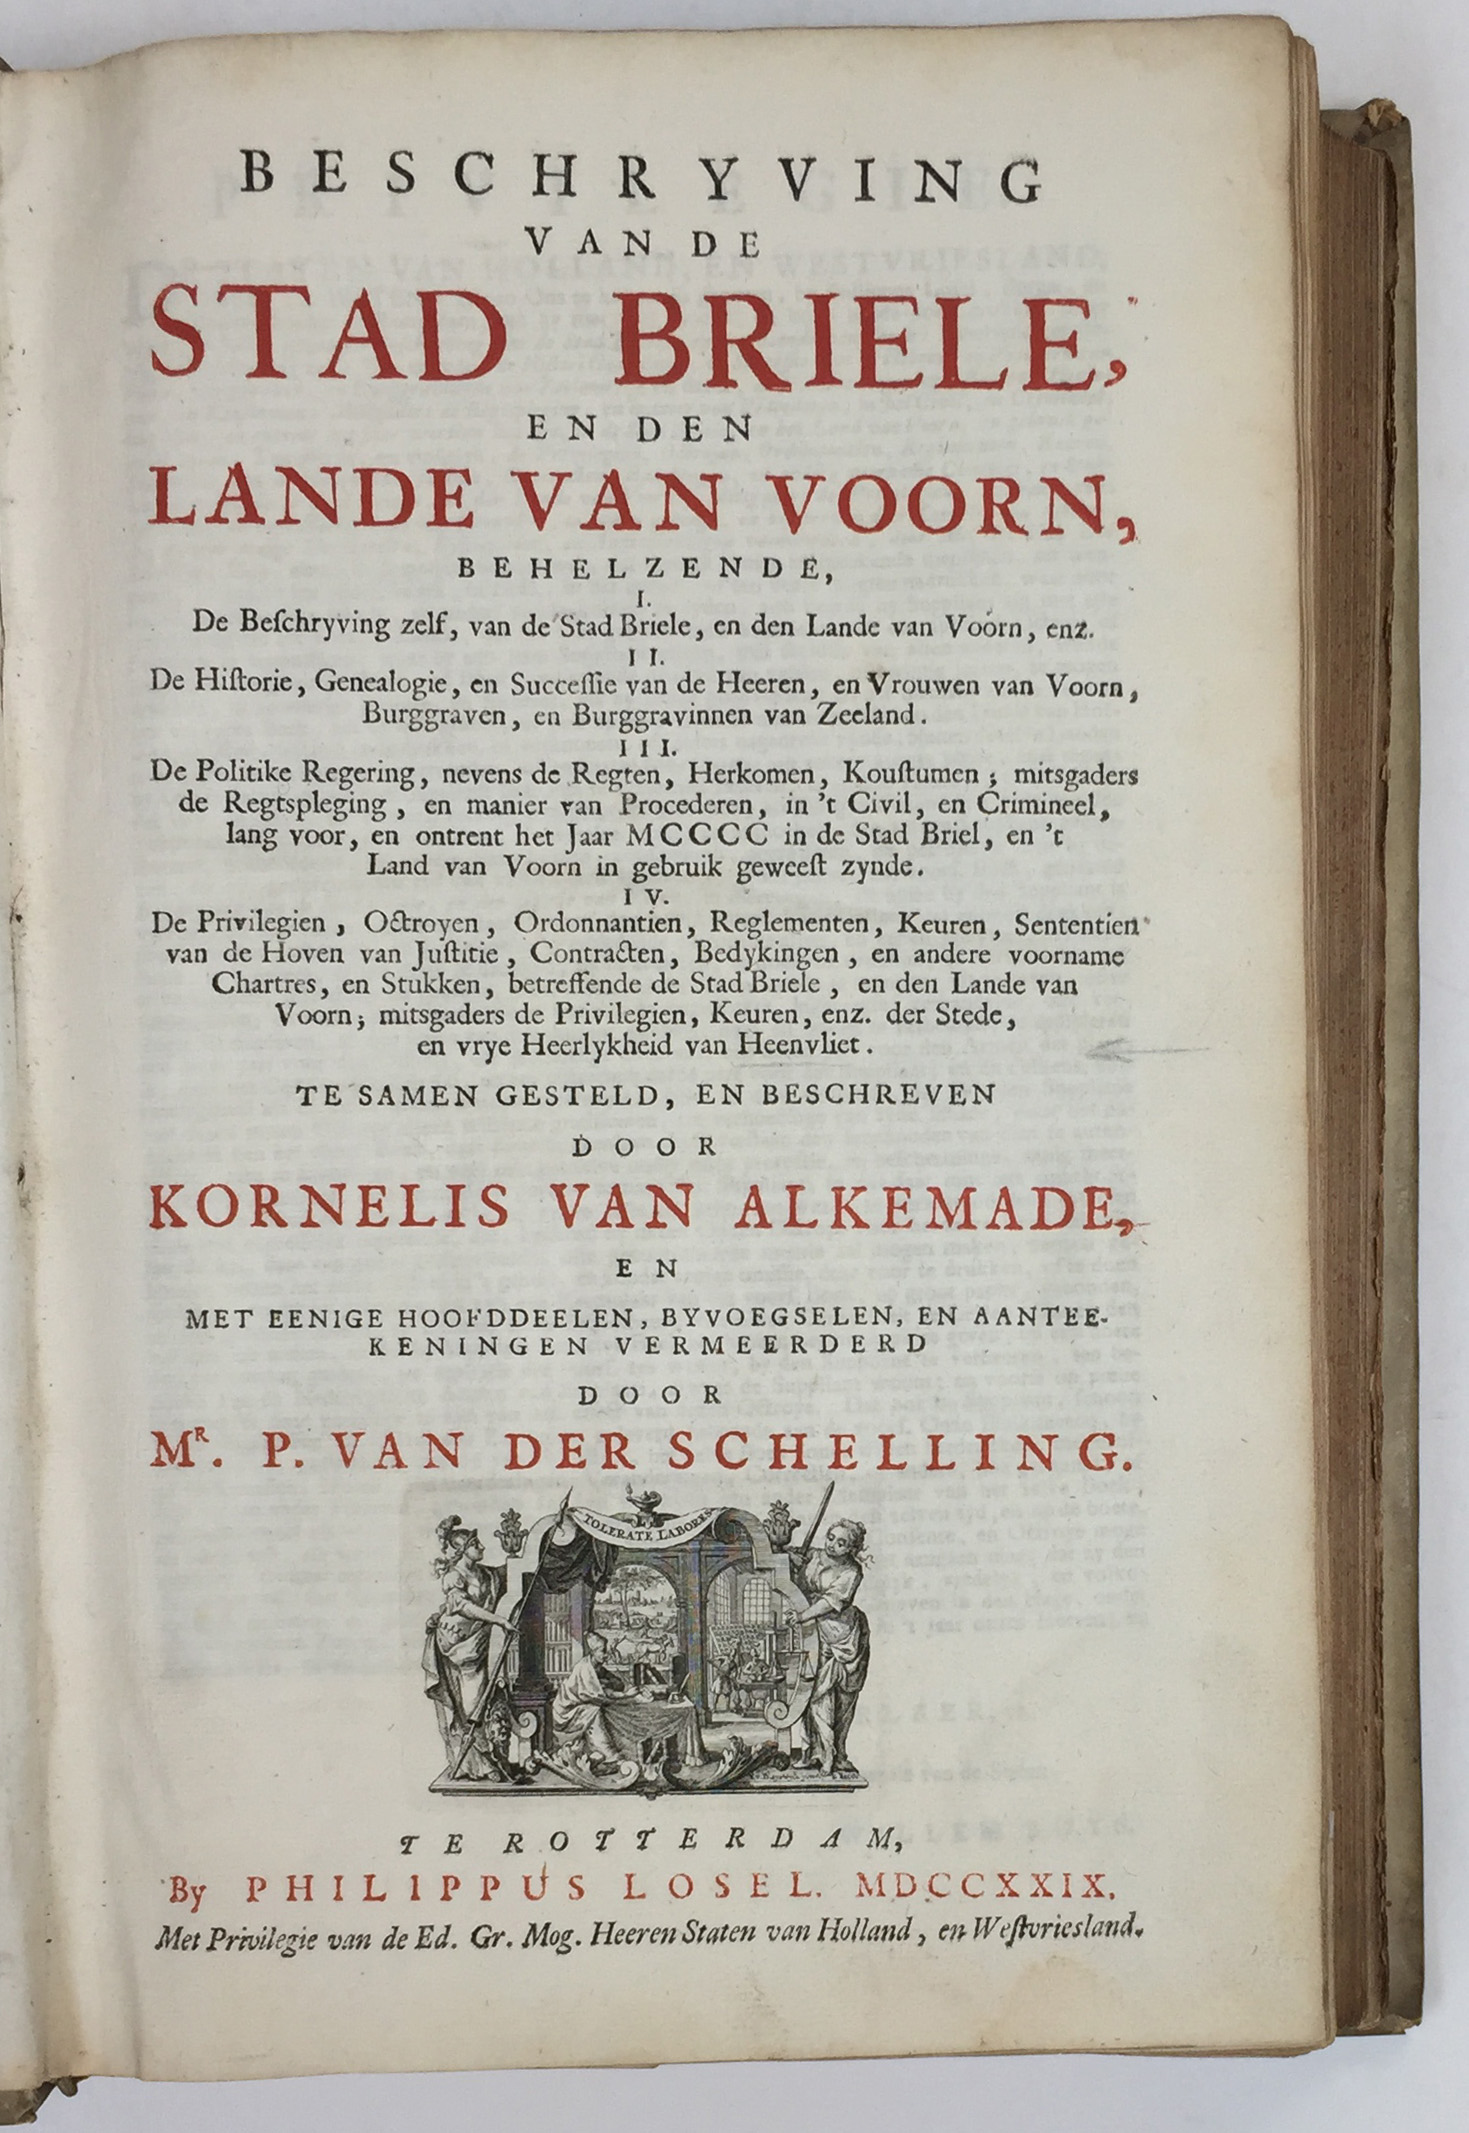 BESCHRYVING
VAN DE
STAD BRIELE,
EN DEN
LANDE VAN VOORN,
BEHELZENDE,
I.
De Beſchryving zelf, van de Stad Briele, en den Lande van Voorn, enz.
II.
De Hiſtorie, Genealogie, en Succeſſie van de Heeren, en Vrouwen van Voorn,
Burggraven, en Burggravinnen van Zeeland.
III.
De Politike Regering, nevens de Regten, Herkomen, Kouſtumen; mitsgaders
de Regtspleging, en manier van Procederen, in 't Civil, en Crimineel,
lang voor, en ontrent het Jaar MCCCC in de Stad Briel, en 't
Land van Voorn in gebruik geweeſt zynde.
IV.
De Privilegien, Octroyen, Ordonnantien, Reglementen, Keuren, Sententien
van de Hoven van Juſtitie, Contracten, Bedykingen, en andere voorname
Chartres, en Stukken, betreffende de Stad Briele, en den Lande van
Voorn; mitsgaders de Privilegien, Keuren, enz. der Stede,
en vrye Heerlykheid van Heenvliet.
TE SAMEN GESTELD, EN BESCHREVEN
DOOR
KORNELIS VAN ALKEMADE,
EN
MET EENIGE HOOFDDEELEN, BYVOEGSELEN, EN AANTEE-
KENINGEN VERMEERDERD
DOOR
Mᴿ. P. VAN DER SCHELLING.
TOLERATE LABORES
TE ROTTERDAM,
By PHILIPPUS LOSEL. MDCCXXIX.
Met Privilegie van de Ed. Gr. Mog. Heeren Staten van Holland, en Weſtvriesland.